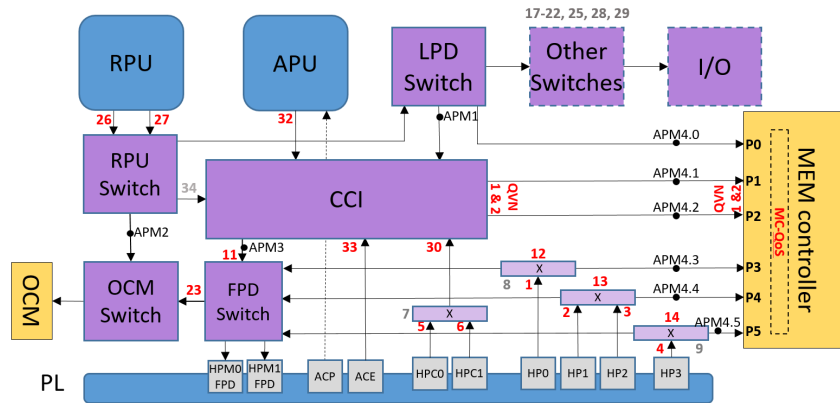 17-22, 25, 28, 29
RPU
APU
LPD
Switch
Other
Switches
I/O
26
27
32
APM1
APM4.0
P0
RPU
Switch
34
CCI
QVN
1 & 2
APM4.1
P1
APM4.2
P2
QVN
1 &2
MC-QoS
MEM controller
APM2
11
APM3
33
30
12
X
APM4.3
P3
8
1
13
X
APM4.4
P4
2
3
14
X
APM4.5
P5
4
9
OCM
OCM
Switch
23
FPD
Switch
7
5
6
PL
HPM0
FPD
HPM1
FPD
ACP
ACE
HPC0
HPC1
HP0
HP1
HP2
HP3